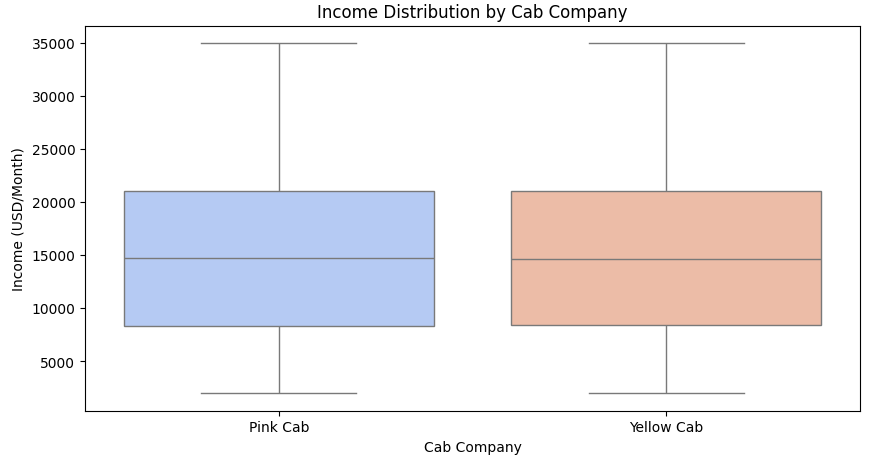 Income Distribution by Cab Company
Income (USD/Month)
35000
30000
25000
20000
15000
10000
5000
Pink Cab
Yellow Cab
Cab Company